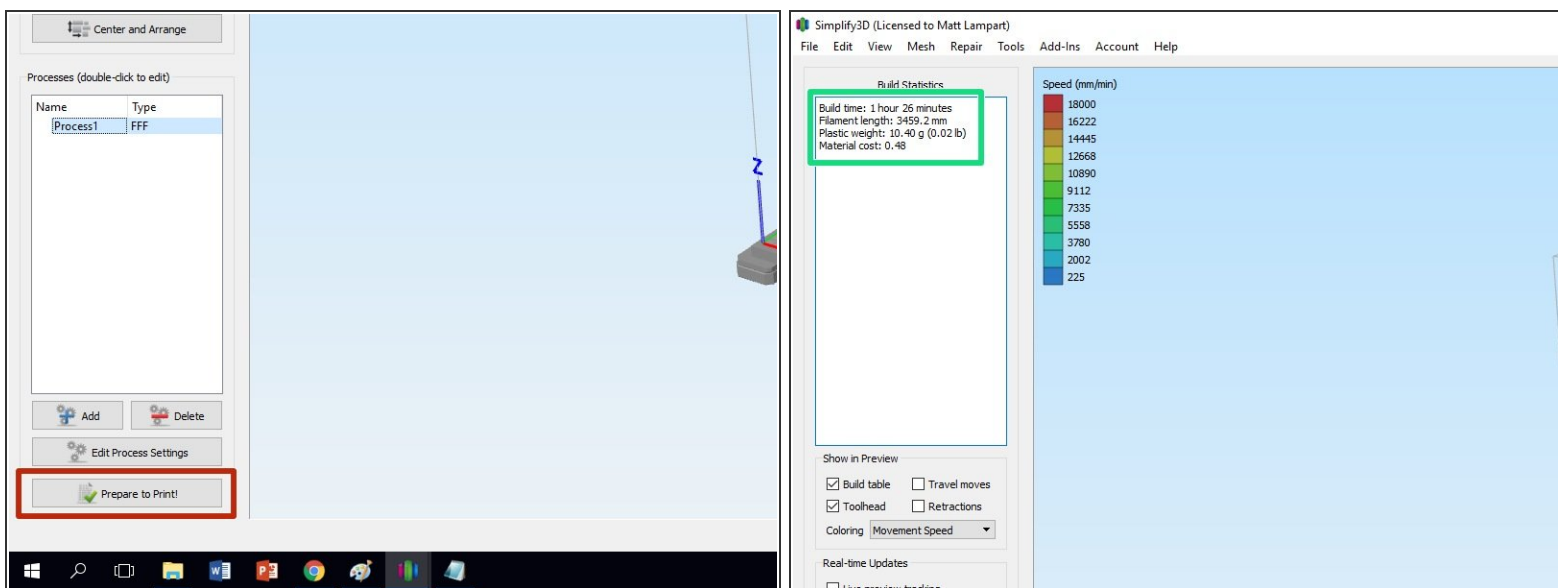 Center and Arrange
Processes (double-click to edit)
Name Type
Process1 FFF
Add Delete
Edit Process Settings
Prepare to Print!
Z
Simplify3D (Licensed to Matt Lampart)
File Edit View Mesh Repair Tools Add-Ins Account Help
Build Statistics
Build time: 1 hour 26 minutes
Filament length: 3459.2 mm
Plastic weight: 10.40 g (0.02 lb)
Material cost: 0.48
Speed (mm/min)
18000
16222
14445
12668
10890
9112
7335
5558
3780
2002
225
Show in Preview
Build table Travel moves
Toolhead Retractions
Coloring Movement Speed
Real-time Updates
Live preview tracking